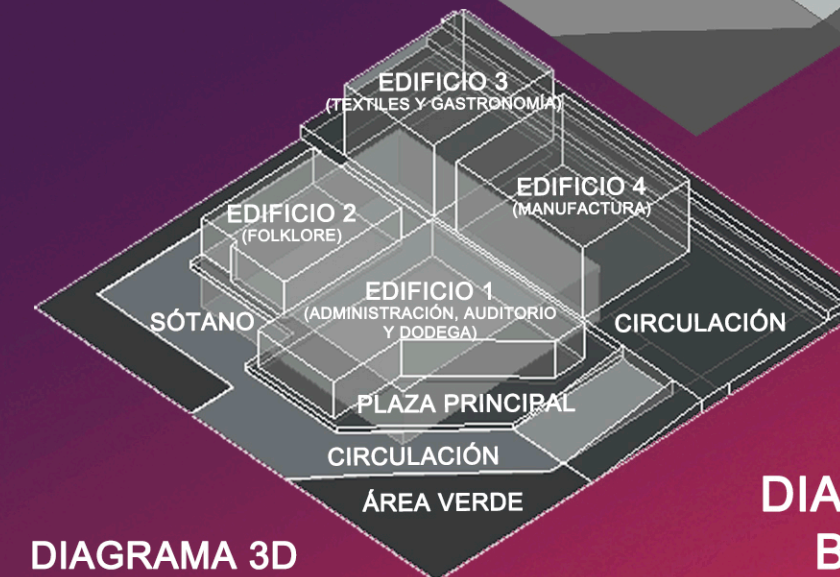 EDIFICIO 3
(TEXTILES Y GASTRONOMÍA)
EDIFICIO 4
(MANUFACTURA)
EDIFICIO 2
(FOLKLORE)
EDIFICIO 1
(ADMINISTRACIÓN, AUDITORIO
Y DODEGA)
SÓTANO
CIRCULACIÓN
PLAZA PRINCIPAL
CIRCULACIÓN
ÁREA VERDE
DIAGRAMA 3D
DIA
B